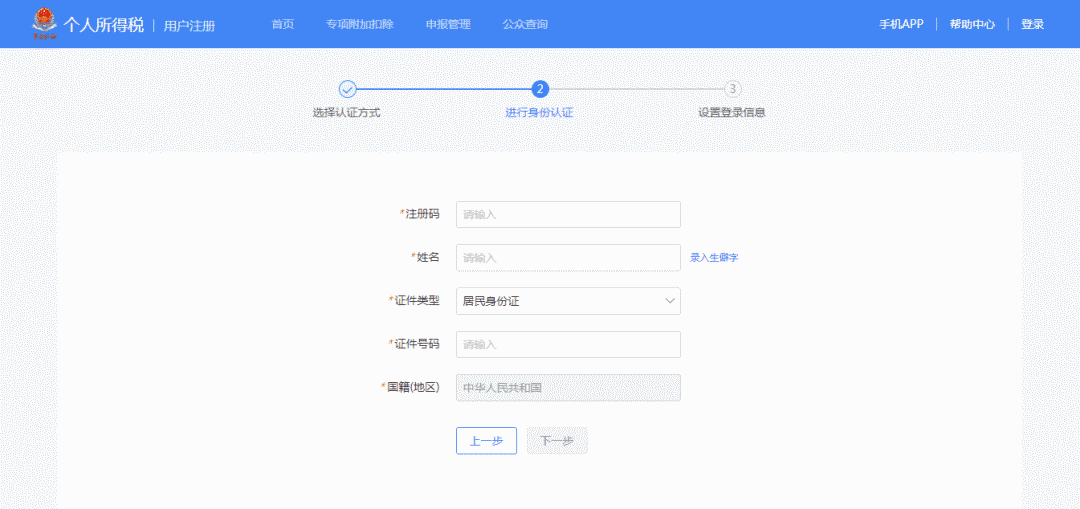 个人所得税 | 用户注册 首页 专项附加扣除 申报管理 公众查询 手机APP | 帮助中心 | 登录
2 3
选择认证方式 进行身份认证 设置登录信息
*注册码 请输入
*姓名 请输入 录入生僻字
*证件类型 居民身份证
*证件号码 请输入
*国籍(地区) 中华人民共和国
上一步 下一步